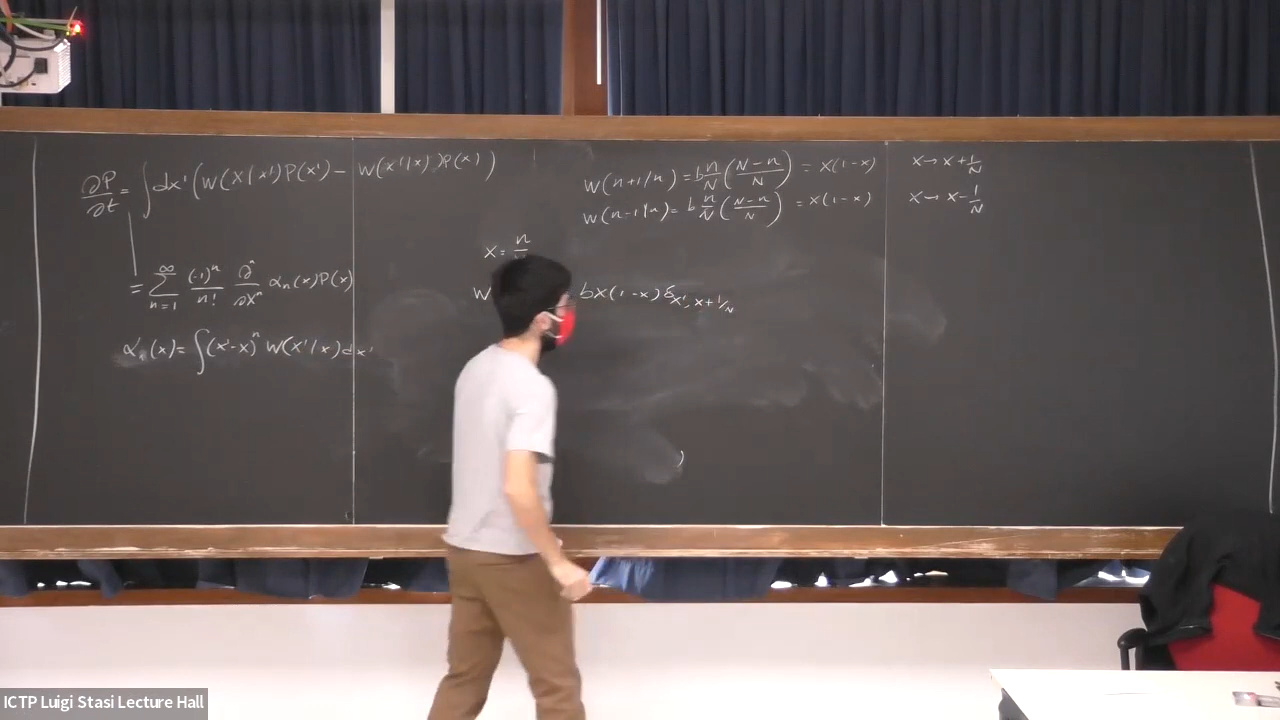 ∂P/∂t = ∫dx'(W(x|x')P(x') - W(x'|x)P(x))
= ∑_{n=1}^{∞} (-1)^n/n! ∂^n/∂x^n α_n(x)P(x)
α_n(x) = ∫(x'-x)^n W(x'|x)dx'
W(n+1|n) = b n/N ((N-n)/N) = x(1-x) x→x+1/N
W(n-1|n) = b n/N ((N-n)/N) = x(1-x) x→x-1/N
x = n
W bx(1-x)δ_{x', x+1/N}
ICTP Luigi Stasi Lecture Hall